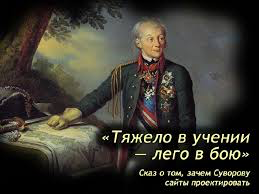 «Тяжело в учении
— лего в бою»
Сказ о том, зачем Суворову
сайты проектировать